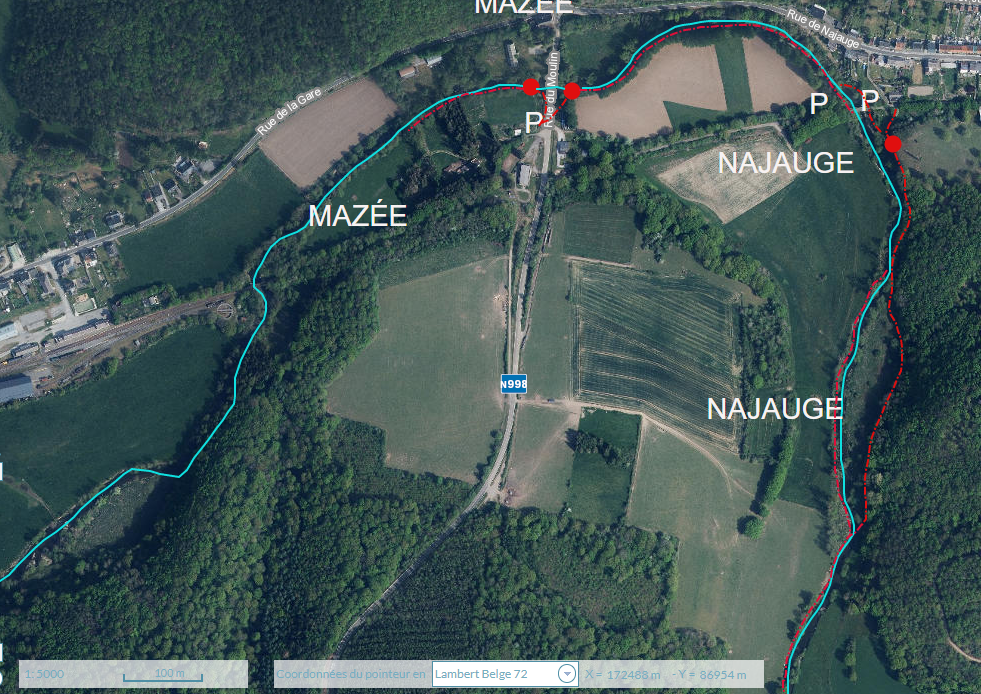 MAZÉE
Rue de Najauge
Rue du Moulin
Rue de la Gare
P
P
P
NAJAUGE
MAZÉE
N998
NAJAUGE
1: 5000
100 m
Coordonnées du pointeur en
Lambert Belge 72
X = 172488 m - Y = 86954 m